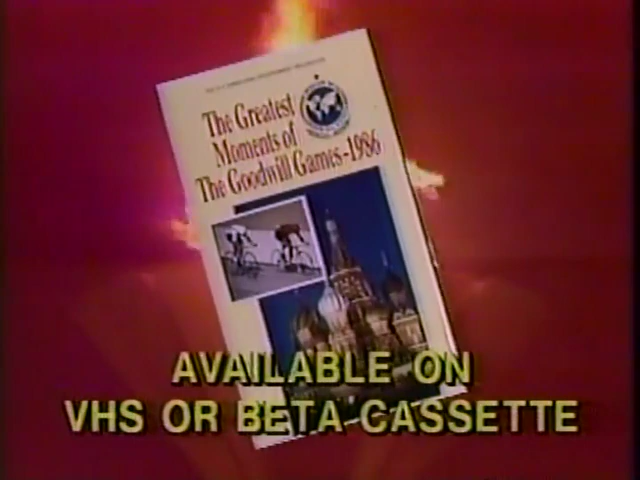 The Greatest
Moments of
The Goodwill Games-1986
AVAILABLE ON
VHS OR BETA CASSETTE